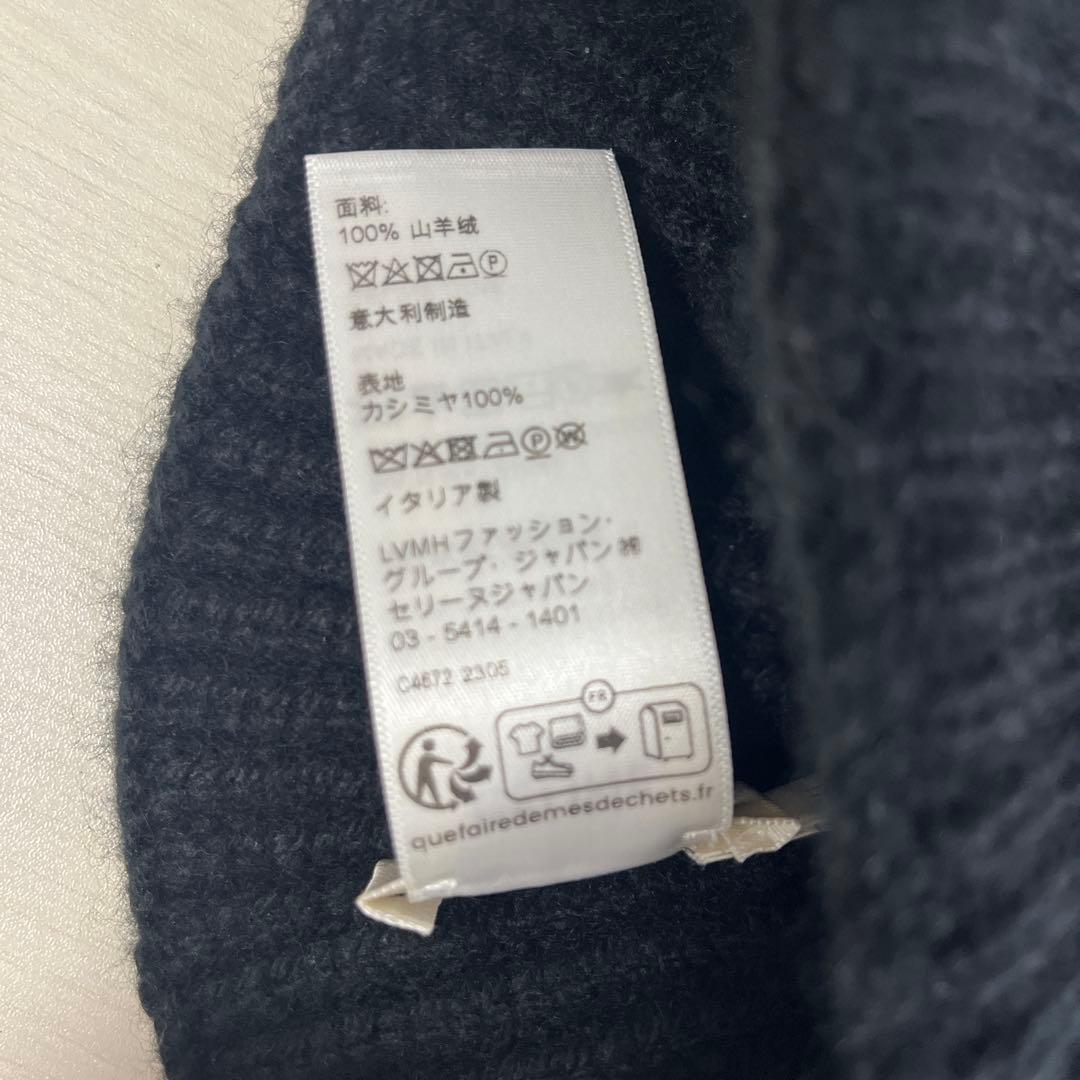 面料:
100% 山羊绒
P
意大利制造
表地
カシミヤ100%
P W
イタリア製
LVMHファッション・
グループ・ジャパン㈱
セリーヌジャパン
03 - 5414 - 1401
C4672 2305
FR
quefairedemesdechets.fr